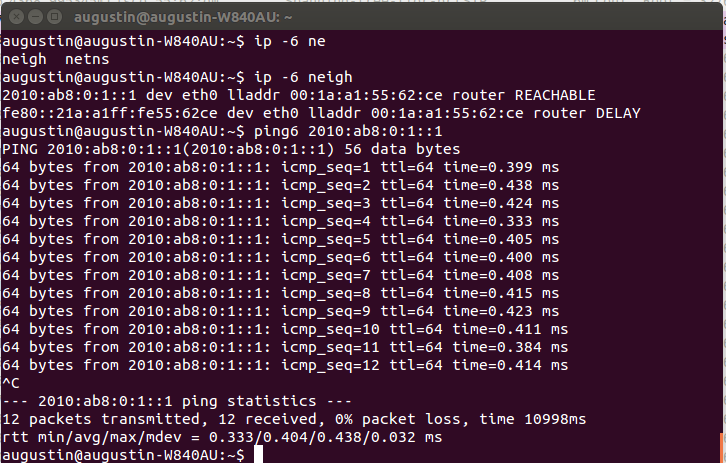 augustin@augustin-W840AU: ~
augustin@augustin-W840AU:~$ ip -6 ne
neigh  netns
augustin@augustin-W840AU:~$ ip -6 neigh
2010:ab8:0:1::1 dev eth0 lladdr 00:1a:a1:55:62:ce router REACHABLE
fe80::21a:a1ff:fe55:62ce dev eth0 lladdr 00:1a:a1:55:62:ce router DELAY
augustin@augustin-W840AU:~$ ping6 2010:ab8:0:1::1
PING 2010:ab8:0:1::1(2010:ab8:0:1::1) 56 data bytes
64 bytes from 2010:ab8:0:1::1: icmp_seq=1 ttl=64 time=0.399 ms
64 bytes from 2010:ab8:0:1::1: icmp_seq=2 ttl=64 time=0.438 ms
64 bytes from 2010:ab8:0:1::1: icmp_seq=3 ttl=64 time=0.424 ms
64 bytes from 2010:ab8:0:1::1: icmp_seq=4 ttl=64 time=0.333 ms
64 bytes from 2010:ab8:0:1::1: icmp_seq=5 ttl=64 time=0.405 ms
64 bytes from 2010:ab8:0:1::1: icmp_seq=6 ttl=64 time=0.400 ms
64 bytes from 2010:ab8:0:1::1: icmp_seq=7 ttl=64 time=0.408 ms
64 bytes from 2010:ab8:0:1::1: icmp_seq=8 ttl=64 time=0.415 ms
64 bytes from 2010:ab8:0:1::1: icmp_seq=9 ttl=64 time=0.423 ms
64 bytes from 2010:ab8:0:1::1: icmp_seq=10 ttl=64 time=0.411 ms
64 bytes from 2010:ab8:0:1::1: icmp_seq=11 ttl=64 time=0.384 ms
64 bytes from 2010:ab8:0:1::1: icmp_seq=12 ttl=64 time=0.414 ms
^C
--- 2010:ab8:0:1::1 ping statistics ---
12 packets transmitted, 12 received, 0% packet loss, time 10998ms
rtt min/avg/max/mdev = 0.333/0.404/0.438/0.032 ms
augustin@augustin-W840AU:~$